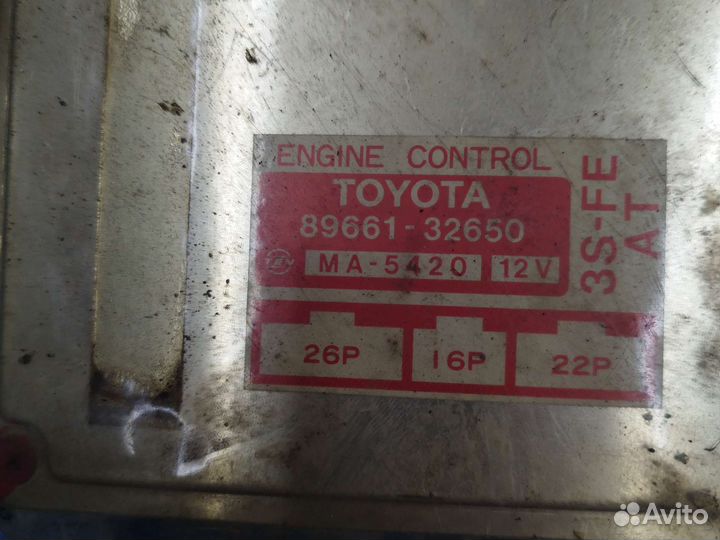 ENGINE CONTROL
TOYOTA
89661-32650
MA-5420 12V
3S-FE
AT
26P 16P 22P
Avito